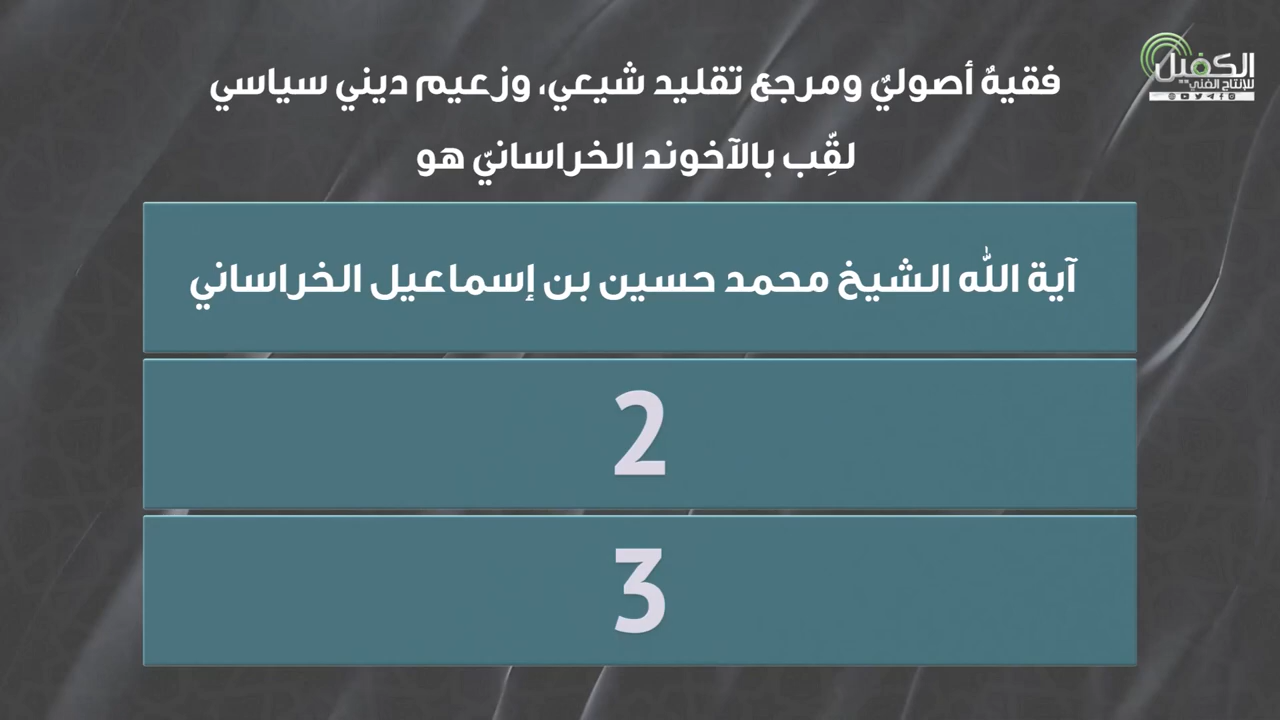 الكفيل
للإنتاج الفني
فقيهٌ أصوليٌ ومرجع تقليد شيعي، وزعيم ديني سياسي
لقِّب بالآخوند الخراسانيّ هو
آية الله الشيخ محمد حسين بن إسماعيل الخراساني
2
3